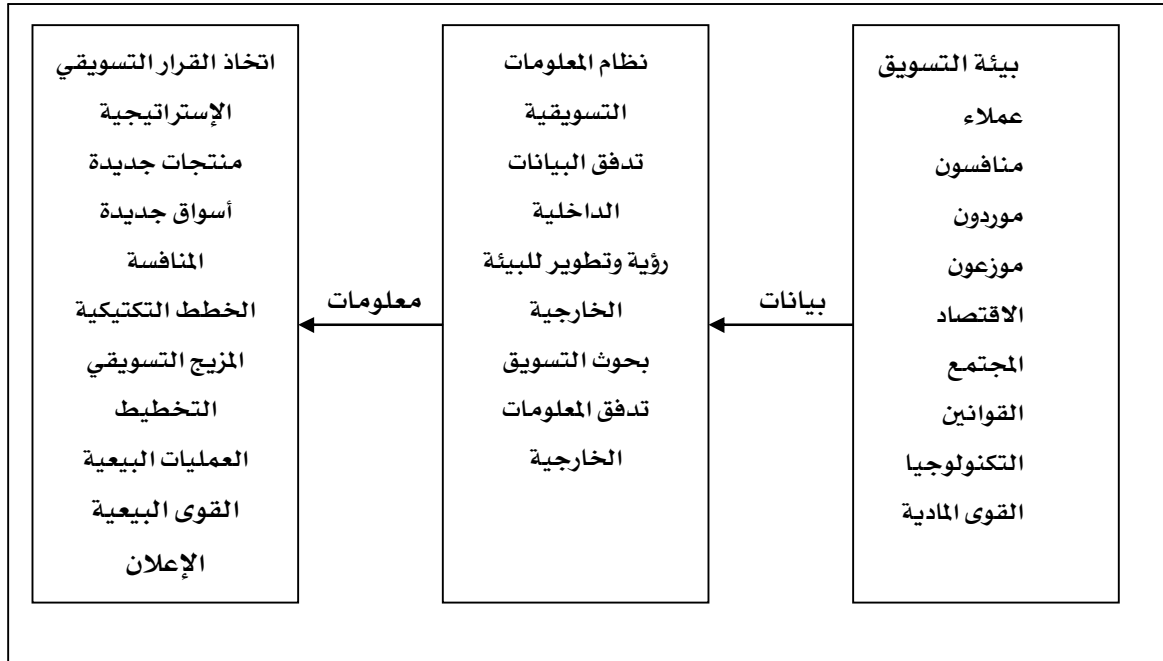 بيئة التسويق
عملاء
منافسون
موردون
موزعون
الاقتصاد
المجتمع
القوانين
التكنولوجيا
القوى المادية
بيانات
نظام المعلومات
التسويقية
تدفق البيانات
الداخلية
رؤية وتطوير للبيئة
الخارجية
بحوث التسويق
تدفق المعلومات
الخارجية
معلومات
اتخاذ القرار التسويقي
الإستراتيجية
منتجات جديدة
أسواق جديدة
المنافسة
الخطط التكتيكية
المزيج التسويقي
التخطيط
العمليات البيعية
القوى البيعية
الإعلان